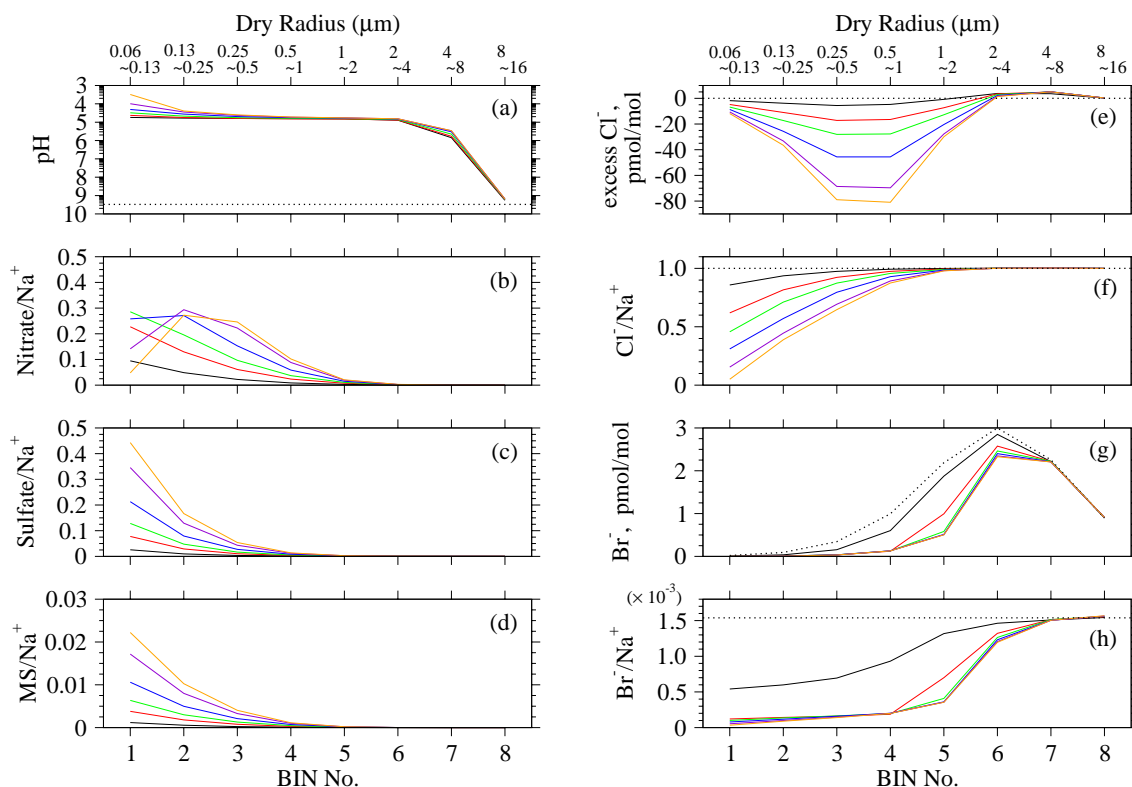 Dry Radius (μm)
0.06 0.13 0.25 0.5 1 2 4 8
~0.13 ~0.25 ~0.5 ~1 ~2 ~4 ~8 ~16
3
4
5
6
7
8
9
10
pH
(a)
0.5
0.4
0.3
0.2
0.1
0
Nitrate/Na+
(b)
0.5
0.4
0.3
0.2
0.1
0
Sulfate/Na+
(c)
0.03
0.02
0.01
0
MS/Na+
(d)
1 2 3 4 5 6 7 8
BIN No.
Dry Radius (μm)
0.06 0.13 0.25 0.5 1 2 4 8
~0.13 ~0.25 ~0.5 ~1 ~2 ~4 ~8 ~16
0
-20
-40
-60
-80
excess Cl-,
pmol/mol
(e)
1.0
0.5
0
Cl-/Na+
(f)
3
2
1
0
Br-, pmol/mol
(g)
(× 10-3)
1.5
1.0
0.5
0
Br-/Na+
(h)
1 2 3 4 5 6 7 8
BIN No.